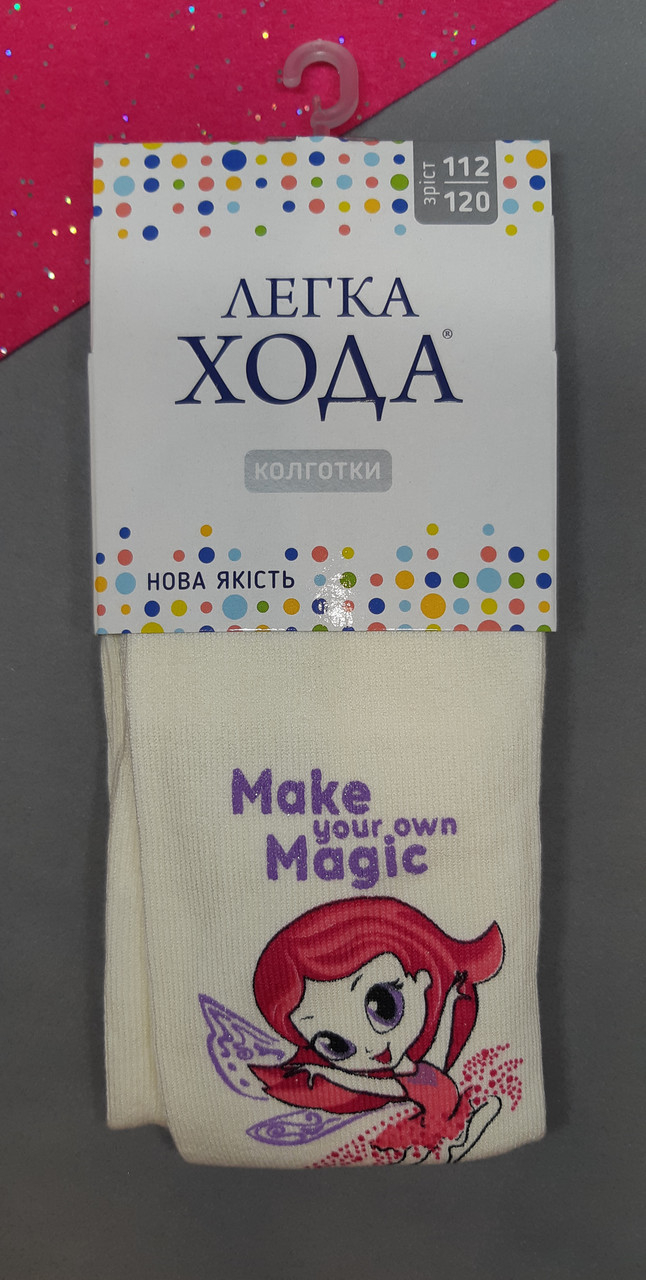 зріст 112
120
ЛЕГКА
ХОДА®
КОЛГОТКИ
НОВА ЯКІСТЬ
Make
your own
Magic